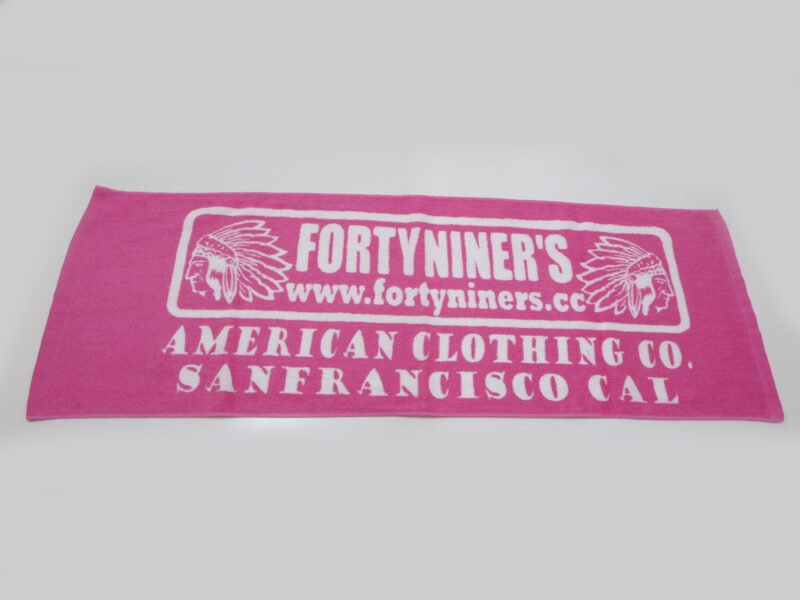 FORTYNINER'S
www.fortyniners.cc
AMERICAN CLOTHING CO.
SANFRANCISCO CAL